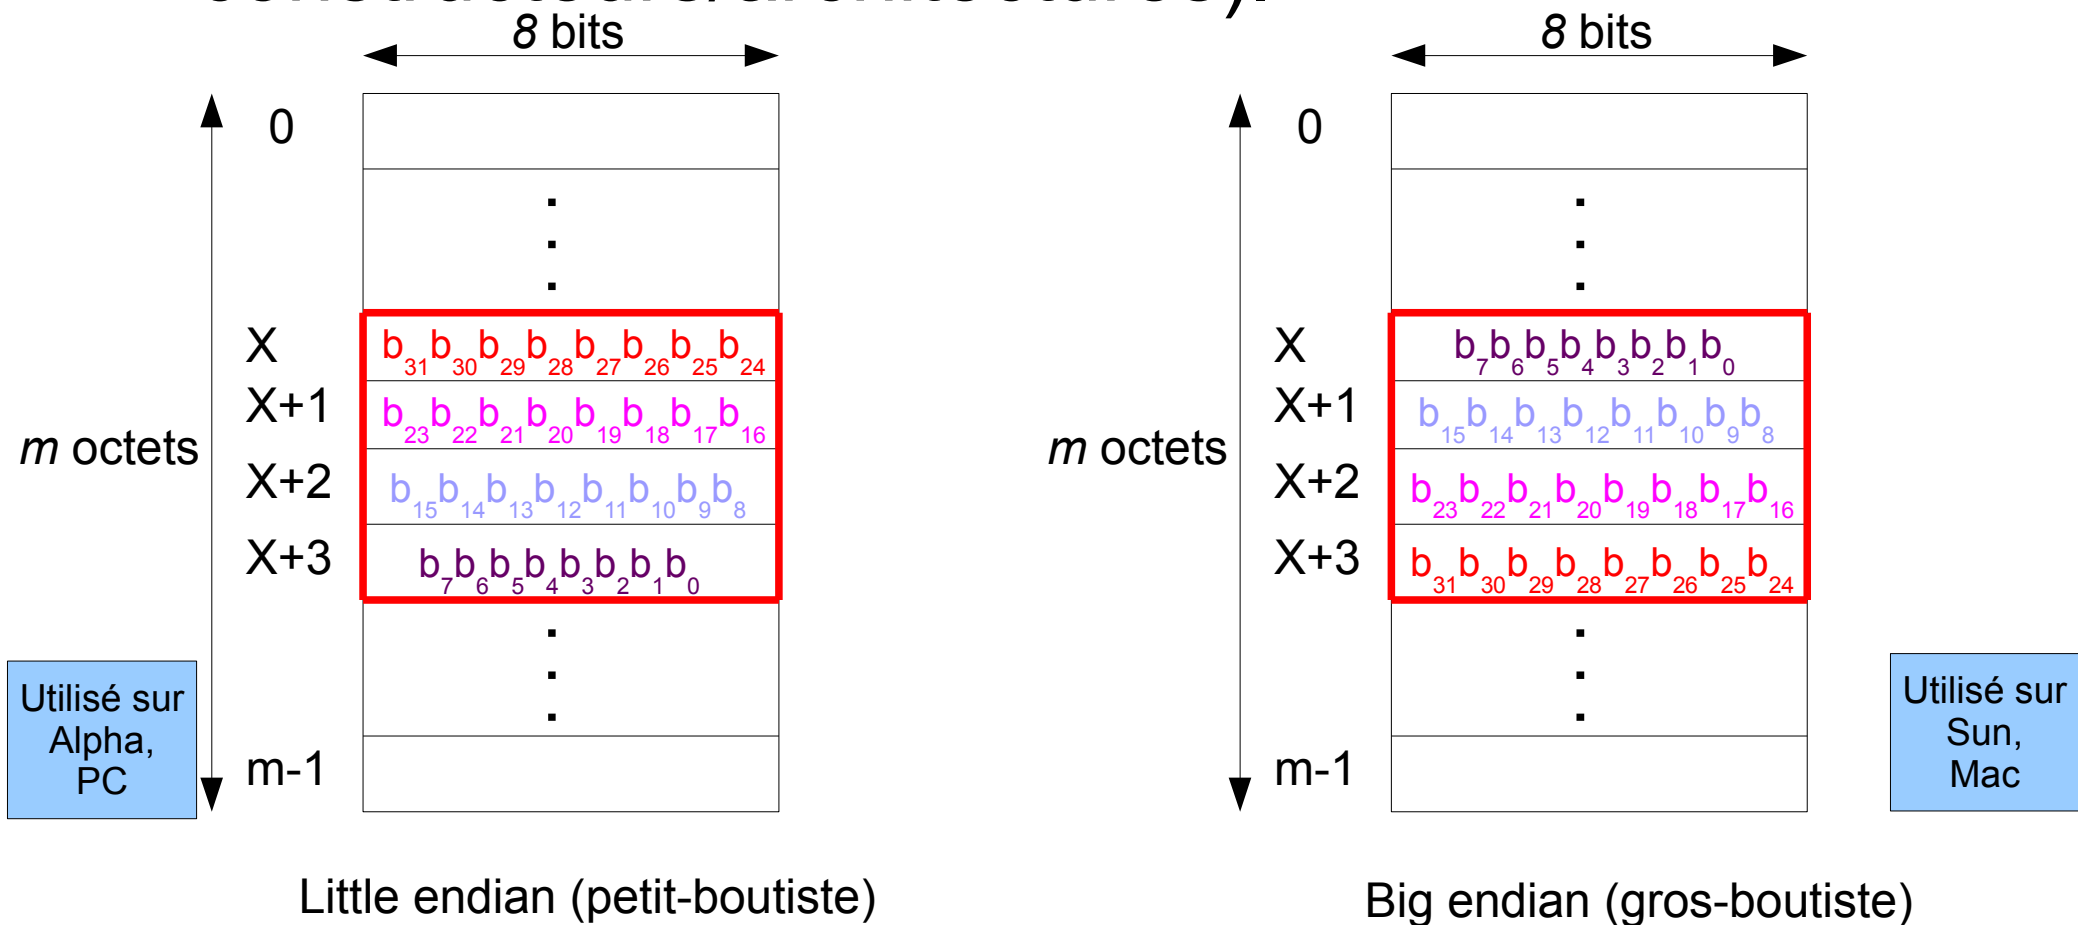 constructeurs/architectures).
8 bits
0
X
b31b30b29b28b27b26b25b24
X+1
b23b22b21b20b19b18b17b16
m octets
X+2
b15b14b13b12b11b10b9b8
X+3
b7b6b5b4b3b2b1b0
Utilisé sur
Alpha,
PC
m-1
Little endian (petit-boutiste)
8 bits
0
X
b7b6b5b4b3b2b1b0
X+1
b15b14b13b12b11b10b9b8
m octets
X+2
b23b22b21b20b19b18b17b16
X+3
b31b30b29b28b27b26b25b24
Utilisé sur
Sun,
Mac
m-1
Big endian (gros-boutiste)